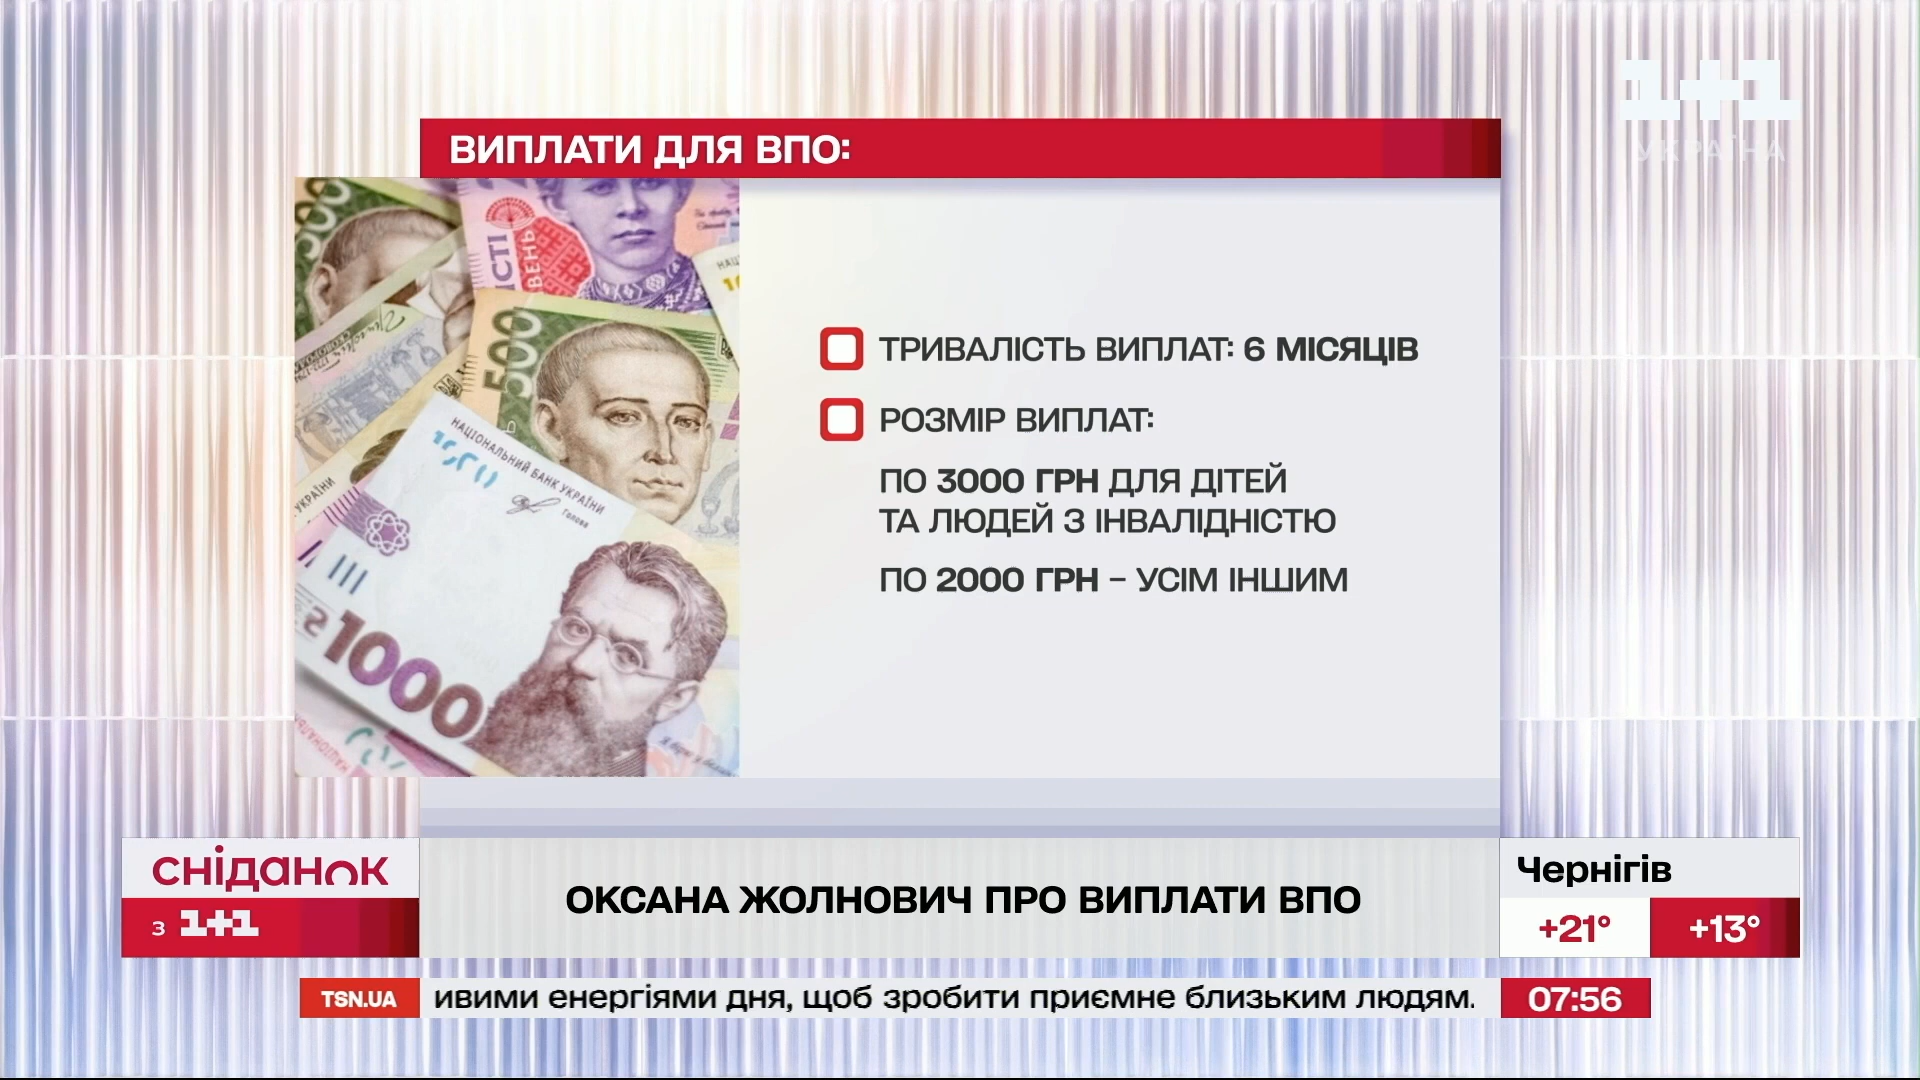 1+1
УКРАЇНА
ВИПЛАТИ ДЛЯ ВПО:
ТРИВАЛІСТЬ ВИПЛАТ: 6 МІСЯЦІВ
РОЗМІР ВИПЛАТ:
ПО 3000 ГРН ДЛЯ ДІТЕЙ
ТА ЛЮДЕЙ З ІНВАЛІДНІСТЮ
ПО 2000 ГРН – УСІМ ІНШИМ
500
500
НАЦІОНАЛЬНИЙ БАНК УКРАЇНИ
Голова
1000
СНІДАНОК
З 1+1
ОКСАНА ЖОЛНОВИЧ ПРО ВИПЛАТИ ВПО
Чернігів
+21° +13°
TSN.UA
ивими енергіями дня, щоб зробити приємне близьким людям.
07:56